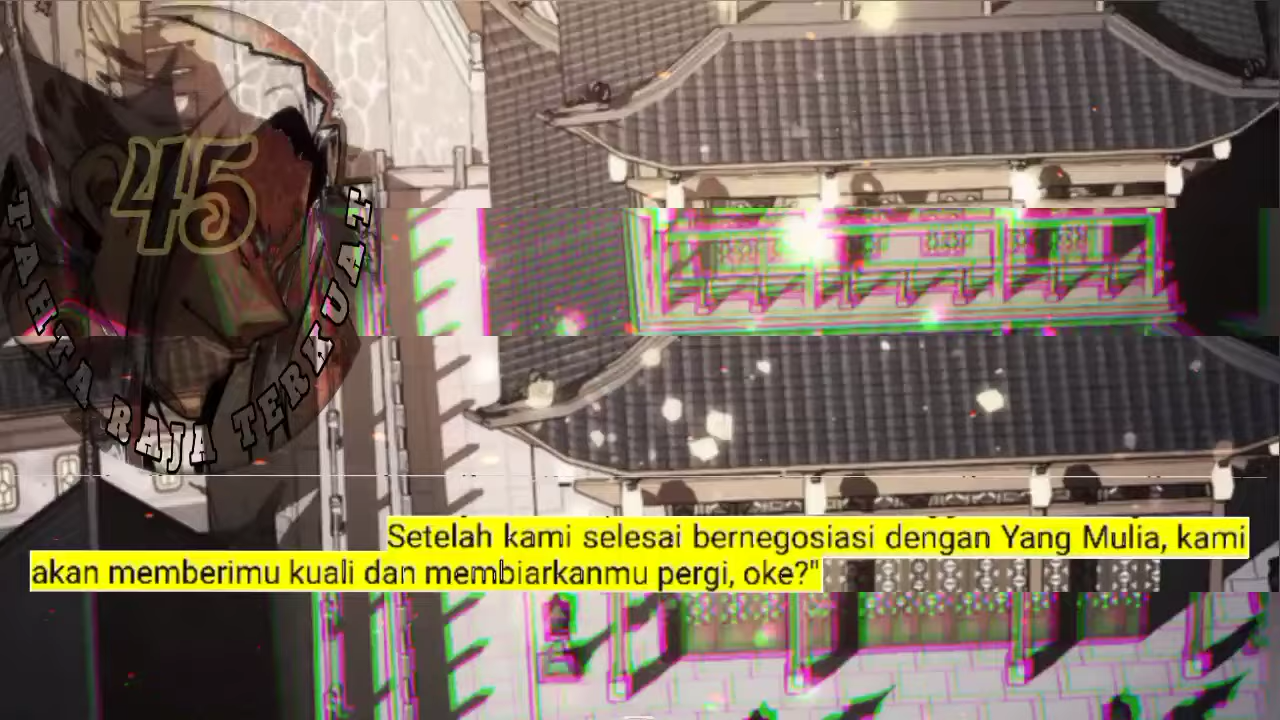 45
TAHTA RAJA TERKUAT
Setelah kami selesai bernegosiasi dengan Yang Mulia, kami
akan memberimu kuali dan membiarkanmu pergi, oke?"